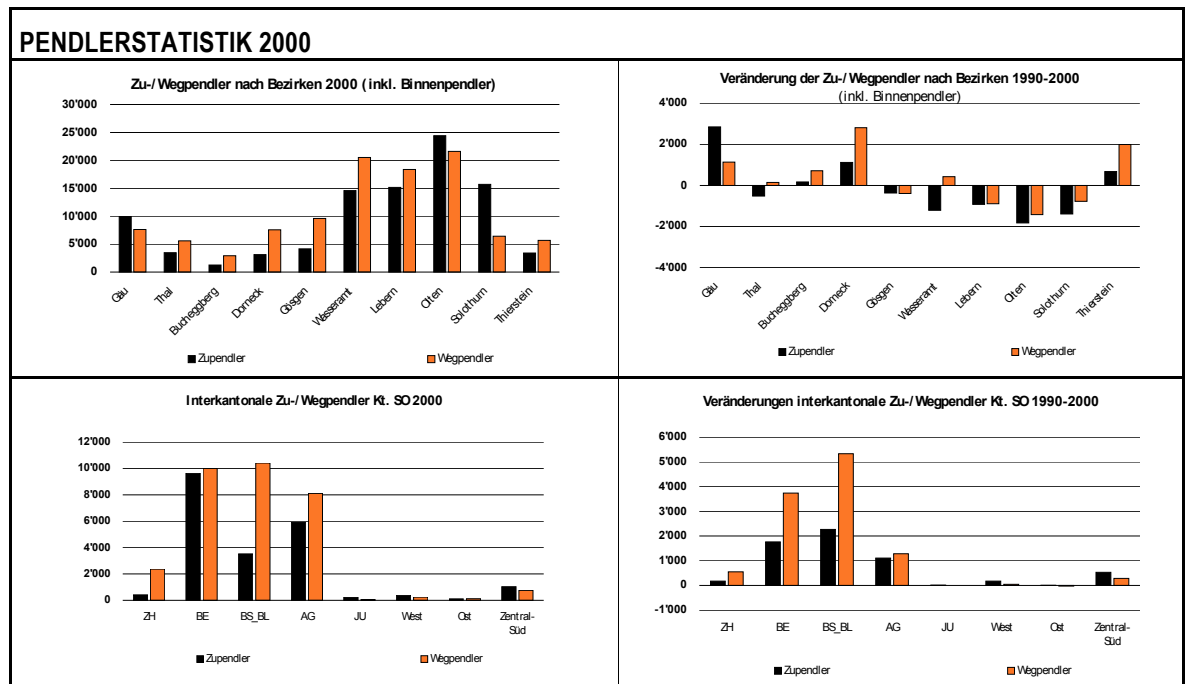 PENDLERSTATISTIK 2000
Zu-/ Wegpendler nach Bezirken 2000 (inkl. Binnenpendler)
30'000
25'000
20'000
15'000
10'000
5'000
0
Gäu
Thal
Bucheggberg
Dorneck
Gösgen
Wasseramt
Lebern
Olten
Solothurn
Thierstein
Zupendler
Wegpendler
Veränderung der Zu-/ Wegpendler nach Bezirken 1990-2000
(inkl. Binnenpendler)
4'000
2'000
0
-2'000
-4'000
Gäu
Thal
Bucheggberg
Dorneck
Gösgen
Wasseramt
Lebern
Olten
Solothurn
Thierstein
Zupendler
Wegpendler
Interkantonale Zu-/ Wegpendler Kt. SO 2000
12'000
10'000
8'000
6'000
4'000
2'000
0
ZH
BE
BS_BL
AG
JU
West
Ost
Zentral-
Süd
Zupendler
Wegpendler
Veränderungen interkantonale Zu-/ Wegpendler Kt. SO 1990-2000
6'000
5'000
4'000
3'000
2'000
1'000
0
-1'000
ZH
BE
BS_BL
AG
JU
West
Ost
Zentral-
Süd
Zupendler
Wegpendler